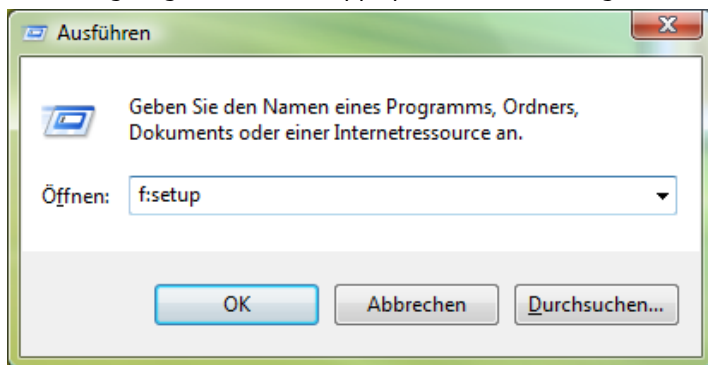 Ausführen
Geben Sie den Namen eines Programms, Ordners,
Dokuments oder einer Internetressource an.
Öffnen: f:setup
OK Abbrechen Durchsuchen...